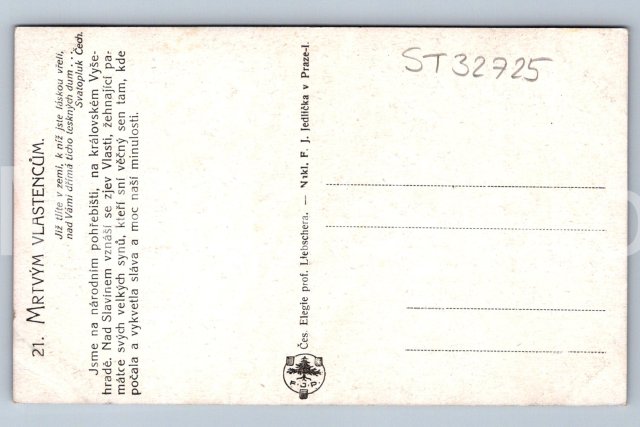 21. MRTVÝM VLASTENCŮM.
Již tlíte v zemi, k níž jste láskou vřeli,
nad Vámi dřímá ticho lesklných dum . . .
Svatopluk Čech.
Jsme na národním pohřebišti, na královském Vyše-
hradě. Nad Slavínem vznáší se zjev Vlasti, žehnající pa-
mátce svých velkých synů, kteří sní věčný sen tam, kde
počala a vykvetla sláva a moc naší minulosti.
Čes. Elegie prof. Liebschera. — Nákl. F. J. Jedlička v Praze-I.
ST32725